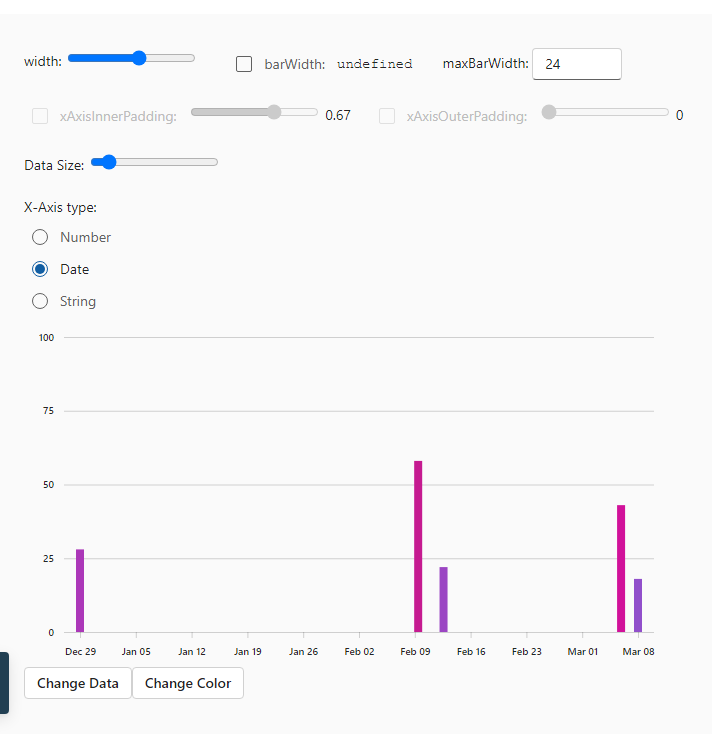 width: barWidth: undefined maxBarWidth: 24
xAxisInnerPadding: 0.67 xAxisOuterPadding: 0
Data Size:
X-Axis type:
Number
Date
String
100
75
50
25
0
Dec 29 Jan 05 Jan 12 Jan 19 Jan 26 Feb 02 Feb 09 Feb 16 Feb 23 Mar 01 Mar 08
Change Data Change Color